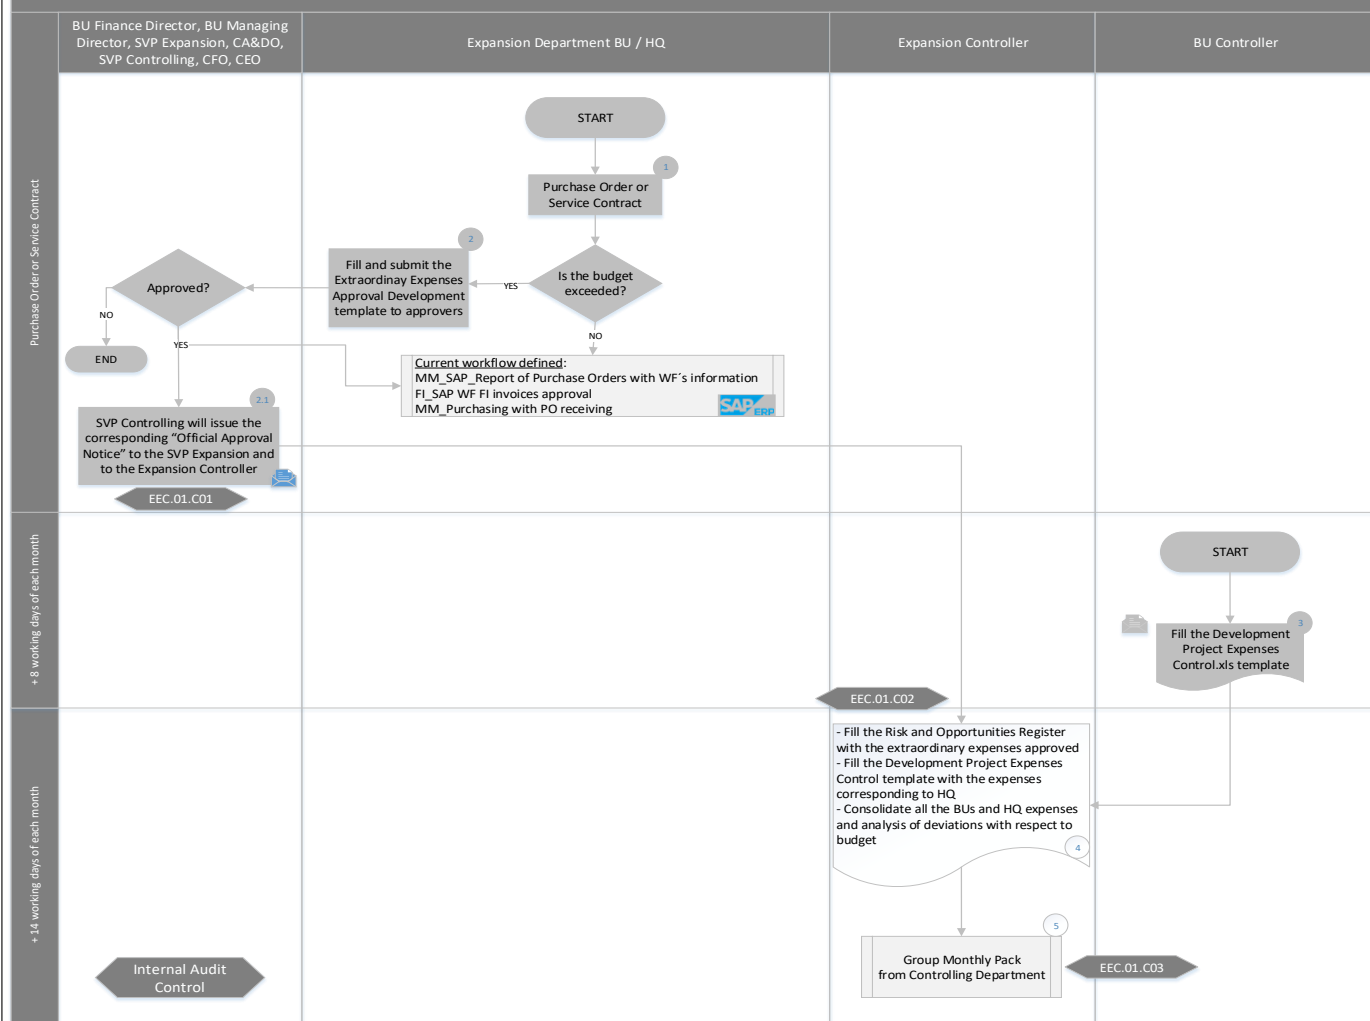 BU Finance Director, BU Managing
Director, SVP Expansion, CA&DO,
SVP Controlling, CFO, CEO
Expansion Department BU / HQ
Expansion Controller
BU Controller
Purchase Order or Service Contract
START
1
Purchase Order or
Service Contract
2
Fill and submit the
Extraordinay Expenses
Approval Development
template to approvers
YES
Is the budget
exceeded?
Approved?
NO
END
YES
NO
Current workflow defined:
MM_SAP_Report of Purchase Orders with WF´s information
FI_SAP WF FI invoices approval
MM_Purchasing with PO receiving
SAP ERP
2.1
SVP Controlling will issue the
corresponding “Official Approval
Notice” to the SVP Expansion and
to the Expansion Controller
EEC.01.C01
+ 8 working days of each month
START
3
Fill the Development
Project Expenses
Control.xls template
EEC.01.C02
+ 14 working days of each month
- Fill the Risk and Opportunities Register
with the extraordinary expenses approved
- Fill the Development Project Expenses
Control template with the expenses
corresponding to HQ
- Consolidate all the BUs and HQ expenses
and analysis of deviations with respect to
budget
4
5
Group Monthly Pack
from Controlling Department
EEC.01.C03
Internal Audit
Control